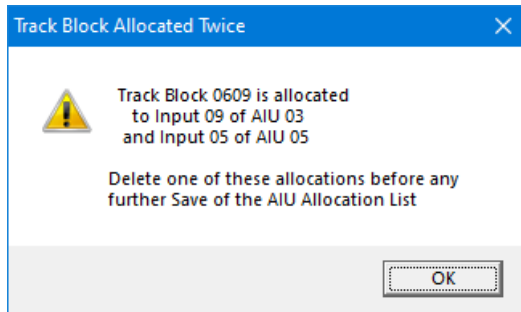 Track Block Allocated Twice
Track Block 0609 is allocated
to Input 09 of AIU 03
and Input 05 of AIU 05
Delete one of these allocations before any
further Save of the AIU Allocation List
OK